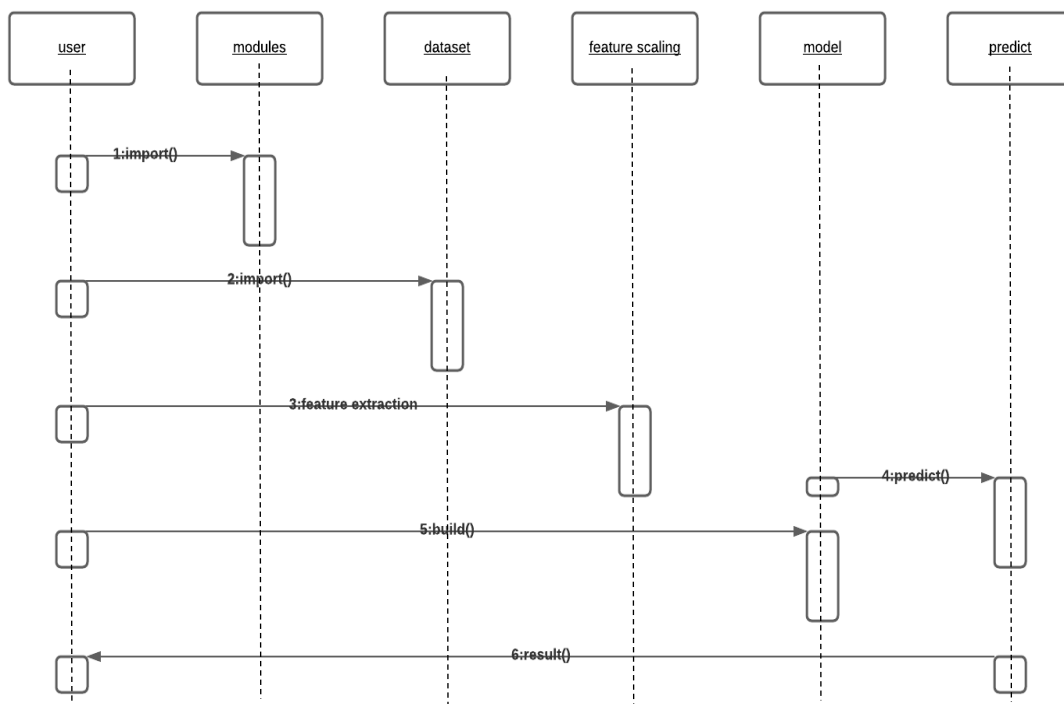 user
modules
dataset
feature scaling
model
predict
1:import()
2:import()
3:feature extraction
4:predict()
5:build()
6:result()